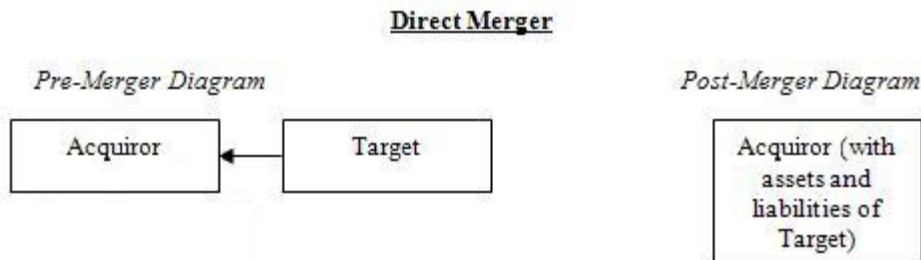 Direct Merger
Pre-Merger Diagram
Post-Merger Diagram
Acquiror
Target
Acquiror (with
assets and
liabilities of
Target)